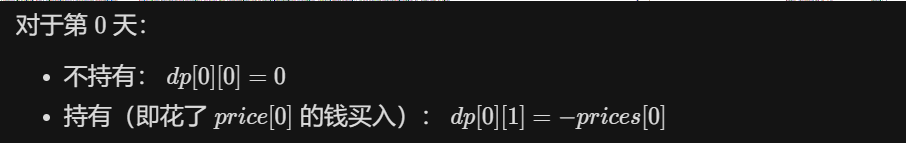 对于第 0 天：
• 不持有： dp[0][0] = 0
• 持有（即花了 price[0] 的钱买入）： dp[0][1] = −prices[0]